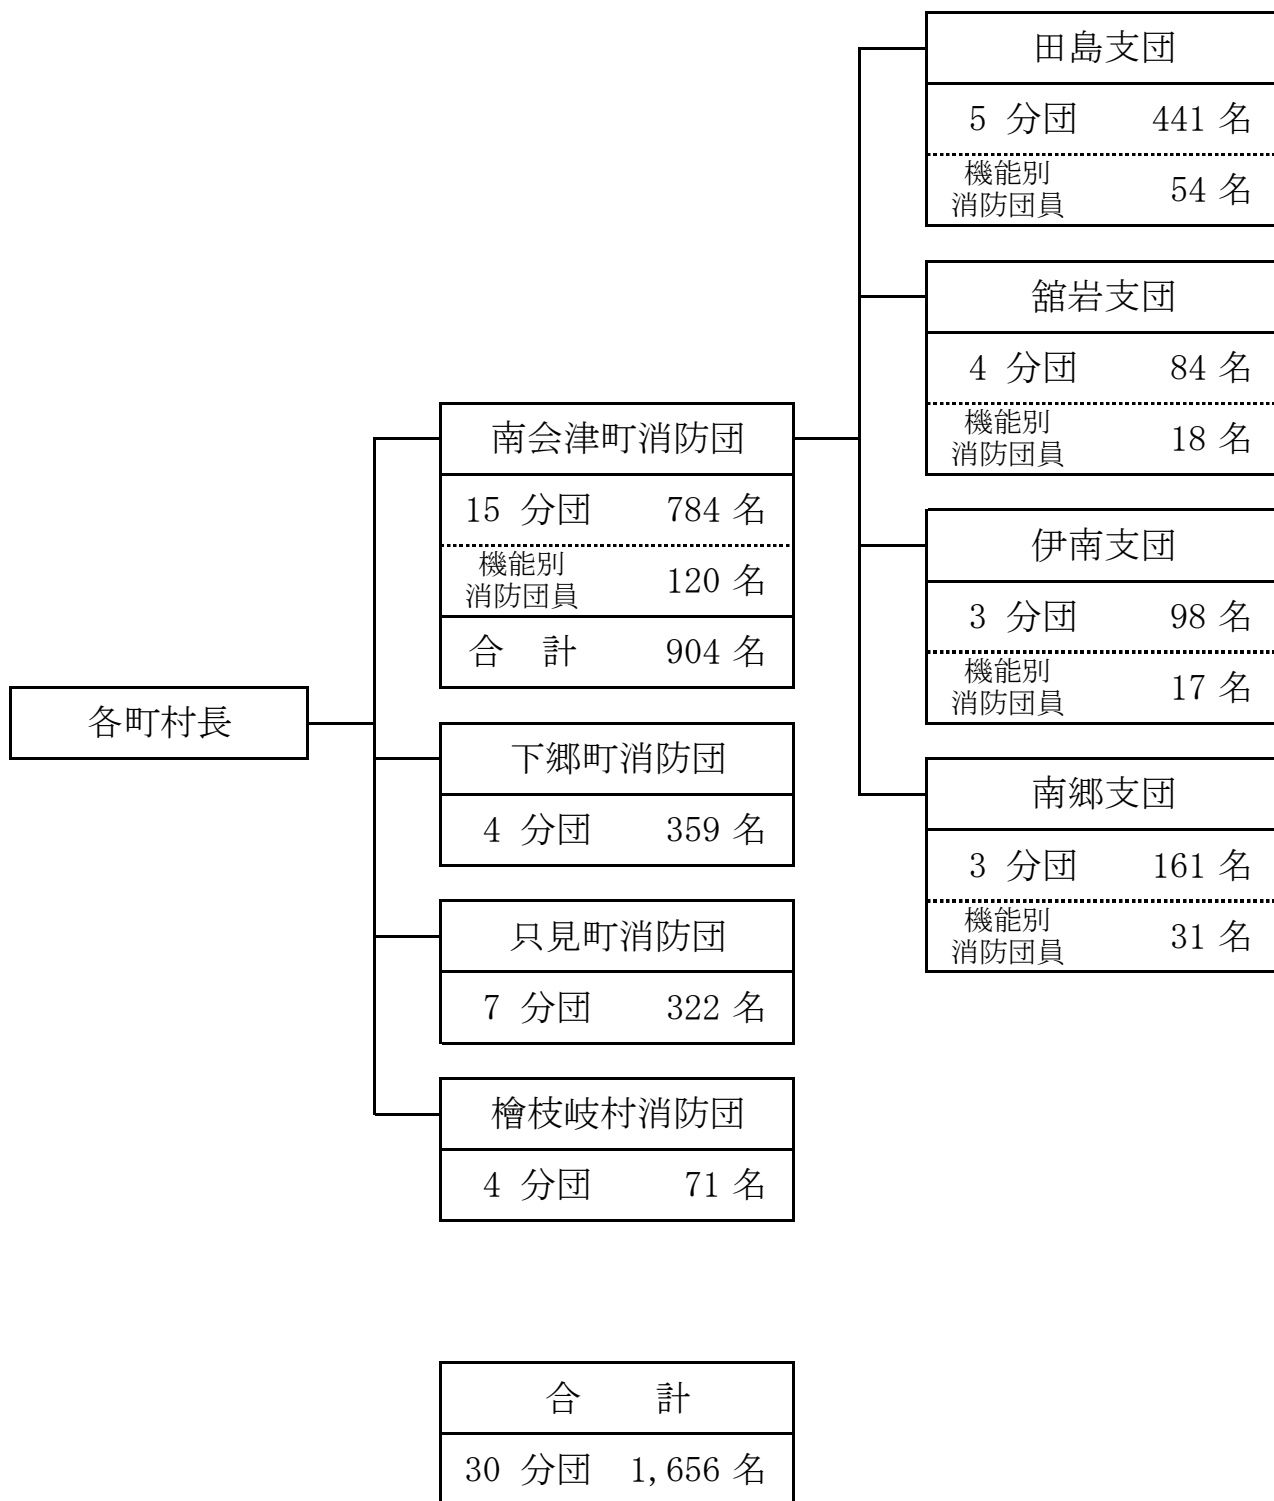 各町村長
南会津町消防団
15 分団 784 名
機能別
消防団員
120 名
合 計 904 名
下郷町消防団
4 分団 359 名
只見町消防団
7 分団 322 名
檜枝岐村消防団
4 分団 71 名
合 計
30 分団 1,656 名
田島支団
5 分団 441 名
機能別
消防団員
54 名
舘岩支団
4 分団 84 名
機能別
消防団員
18 名
伊南支団
3 分団 98 名
機能別
消防団員
17 名
南郷支団
3 分団 161 名
機能別
消防団員
31 名